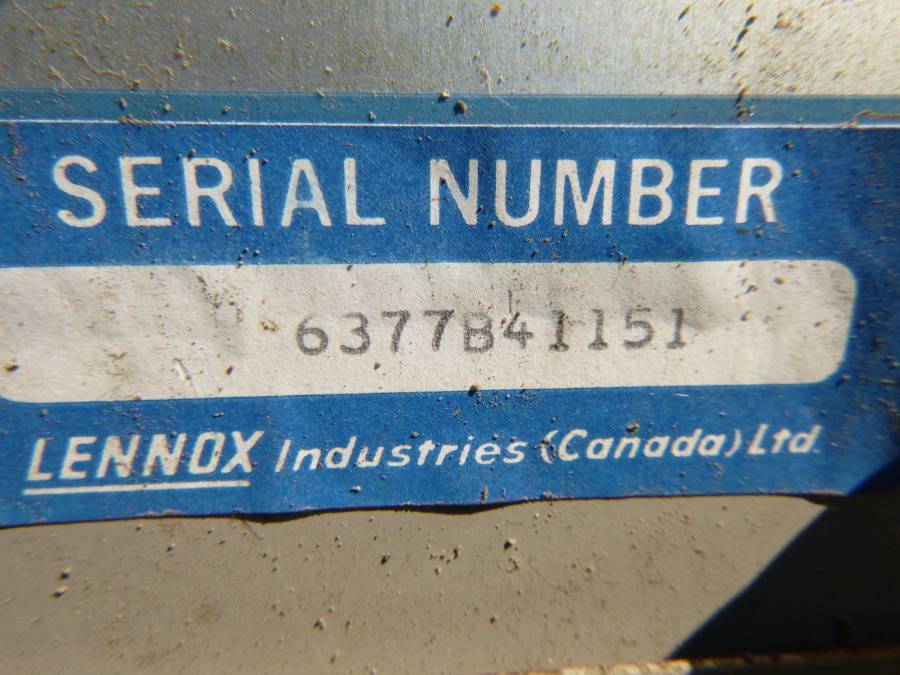 SERIAL NUMBER
6377B41151
LENNOX Industries (Canada) Ltd.